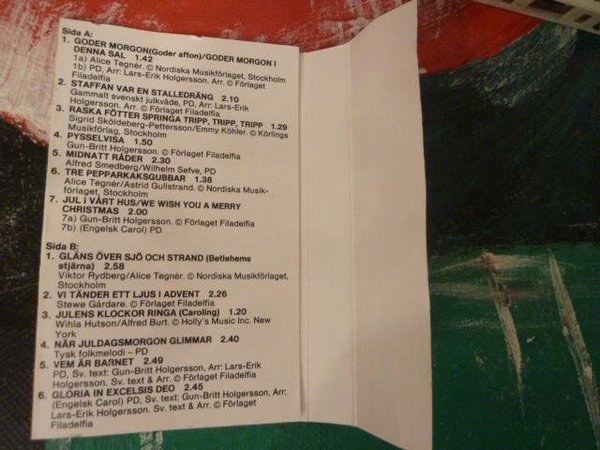 Sida A:
1. GODER MORGON(Goder afton)/GODER MORGON I
DENNA SAL 1.42
1a) Alice Tegnér. © Nordiska Musikförlaget, Stockholm
1b) PD, Arr: Lars-Erik Holgersson. Arr. © Förlaget
Filadelfia
2. STAFFAN VAR EN STALLEDRÄNG 2.10
Gammalt svenskt julkväde, PD, Arr: Lars-Erik
Holgersson. Arr. © Förlaget Filadelfia
3. RASKA FÖTTER SPRINGA TRIPP, TRIPP, TRIPP 1.29
Sigrid Sköldeberg-Pettersson/Emmy Köhler. © Körlings
Musikförlag, Stockholm
4. PYSSELVISA 1.50
Gun-Britt Holgersson. © Förlaget Filadelfia
5. MIDNATT RÅDER 2.30
Alfred Smedberg/Wilhelm Sefve, PD
6. TRE PEPPARKAKSGUBBAR 1.38
Alice Tegnér/Astrid Gullstrand. © Nordiska Musik-
förlaget, Stockholm
7. JUL I VÅRT HUS/WE WISH YOU A MERRY
CHRISTMAS 2.00
7a) Gun-Britt Holgersson. © Förlaget Filadelfia
7b) (Engelsk Carol) PD
Sida B:
1. GLÄNS ÖVER SJÖ OCH STRAND (Betlehems
stjärna) 2.58
Viktor Rydberg/Alice Tegnér. © Nordiska Musikförlaget,
Stockholm
2. VI TÄNDER ETT LJUS I ADVENT 2.26
Stewe Gårdare. © Förlaget Filadelfia
3. JULENS KLOCKOR RINGA (Caroling) 1.20
Wihla Hutson/Alfred Burt. © Holly's Music Inc. New
York
4. NÄR JULDAGSMORGON GLIMMAR 2.40
Tysk folkmelodi – PD
5. VEM ÄR BARNET 2.49
PD, Sv. text: Gun-Britt Holgersson, Arr: Lars-Erik
Holgersson. Sv. text & Arr. © Förlaget Filadelfia
6. GLORIA IN EXCELSIS DEO 2.45
(Engelsk Carol) PD, Sv. text: Gun-Britt Holgersson, Arr:
Lars-Erik Holgersson. Sv. text & Arr. © Förlaget
Filadelfia